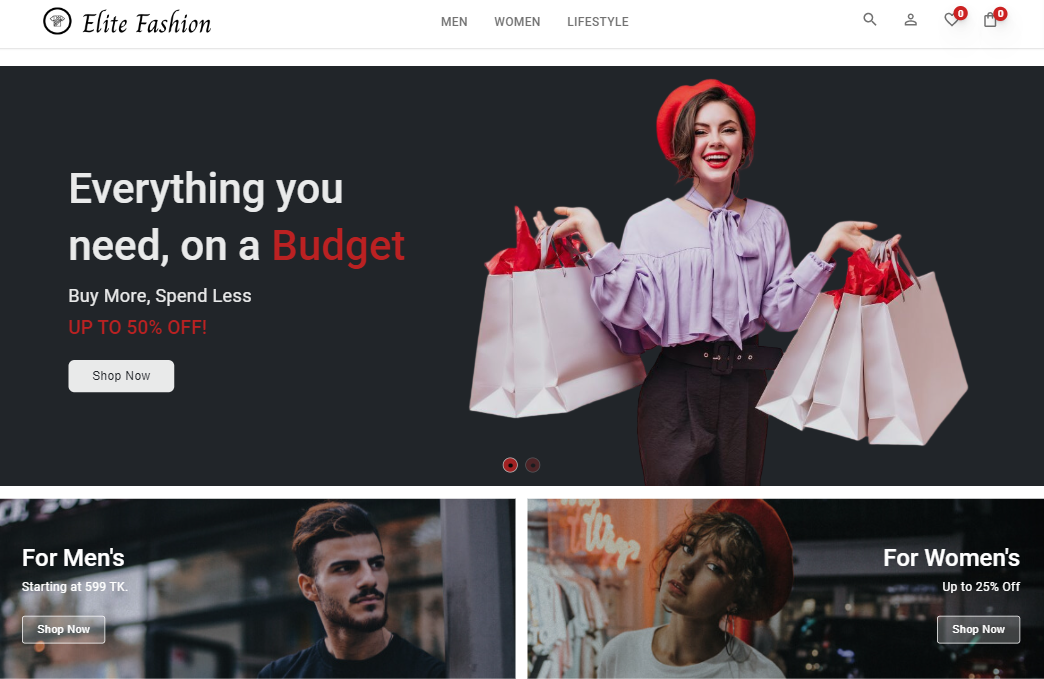 Elite Fashion
MEN WOMEN LIFESTYLE
0 0
Everything you
need, on a Budget
Buy More, Spend Less
UP TO 50% OFF!
Shop Now
For Men's
Starting at 599 TK.
Shop Now
For Women's
Up to 25% Off
Shop Now